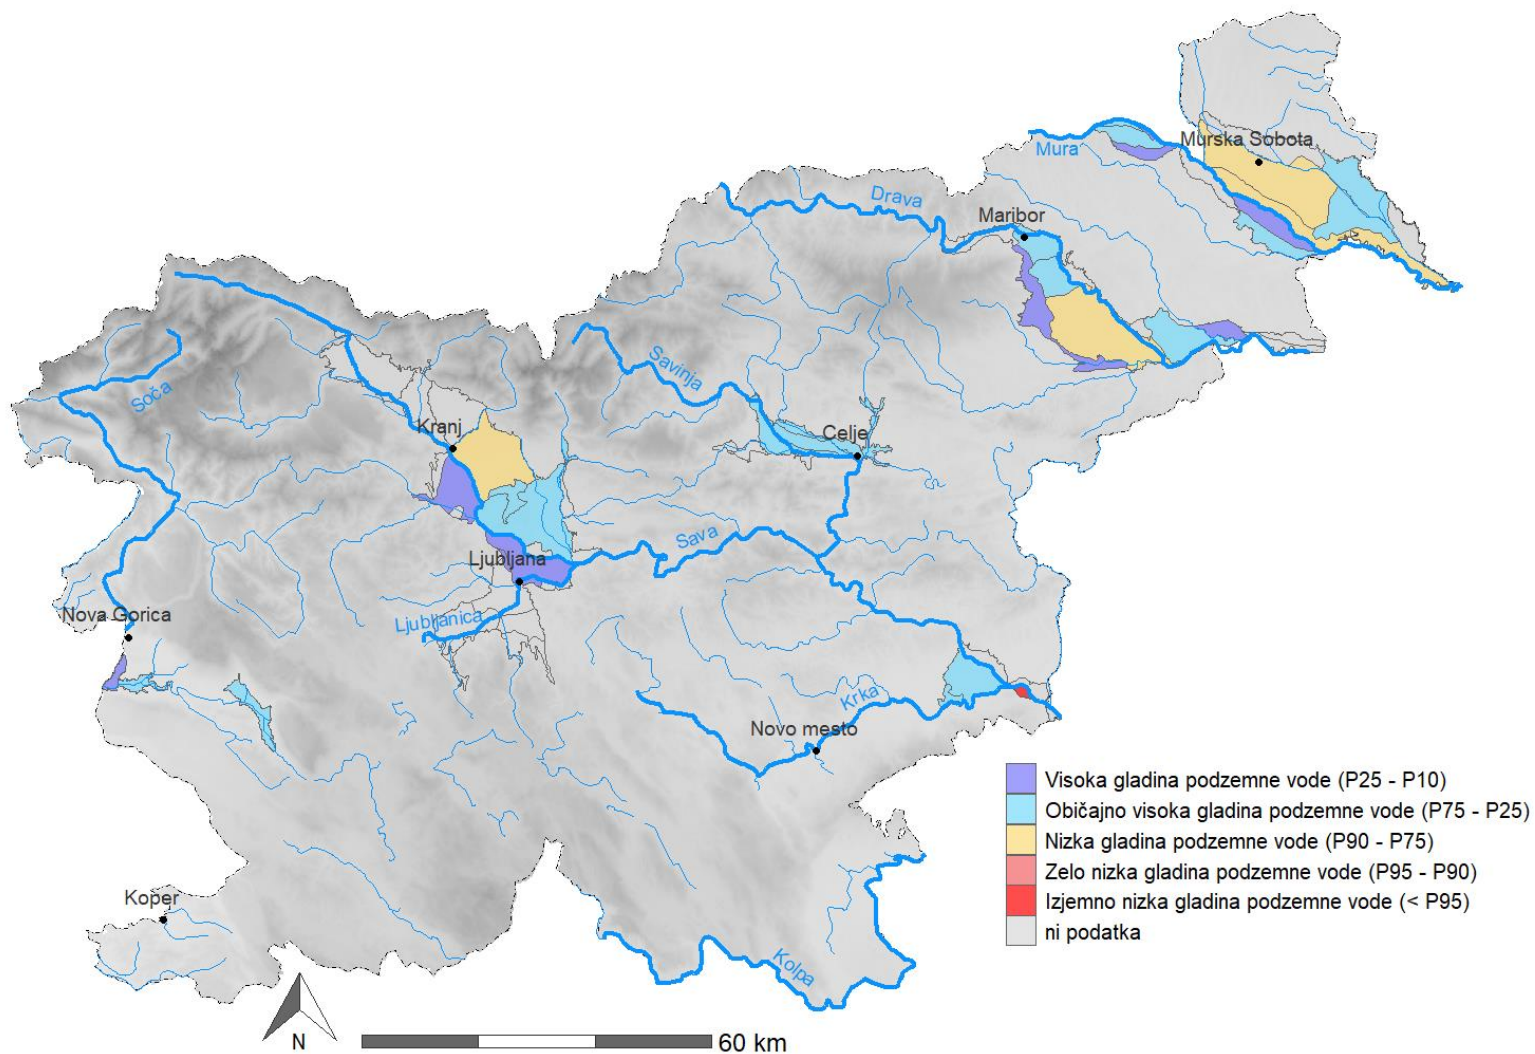 Murska Sobota
Mura
Drava
Maribor
Savinja
Soča
Kranj
Celje
Sava
Ljubljana
Nova Gorica
Ljubljanica
Krka
Novo mesto
Visoka gladina podzemne vode (P25 - P10)
Običajno visoka gladina podzemne vode (P75 - P25)
Nizka gladina podzemne vode (P90 - P75)
Zelo nizka gladina podzemne vode (P95 - P90)
Izjemno nizka gladina podzemne vode (< P95)
ni podatka
Koper
Kolpa
N
60 km